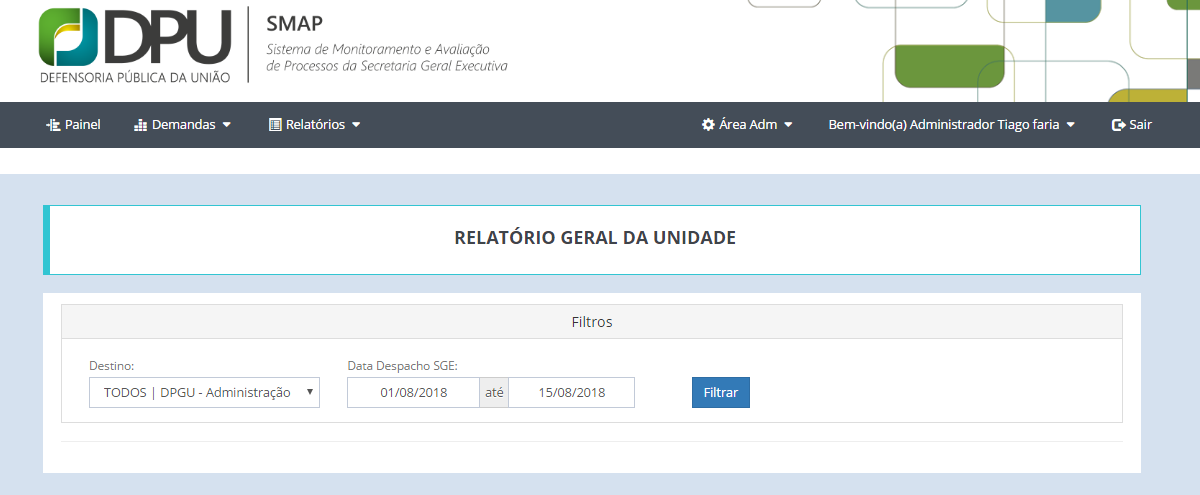 DPU
DEFENSORIA PÚBLICA DA UNIÃO
SMAP
Sistema de Monitoramento e Avaliação
de Processos da Secretaria Geral Executiva
Painel Demandas Relatórios Área Adm Bem-vindo(a) Administrador Tiago faria Sair
RELATÓRIO GERAL DA UNIDADE
Filtros
Destino: Data Despacho SGE:
TODOS | DPGU - Administração 01/08/2018 até 15/08/2018 Filtrar